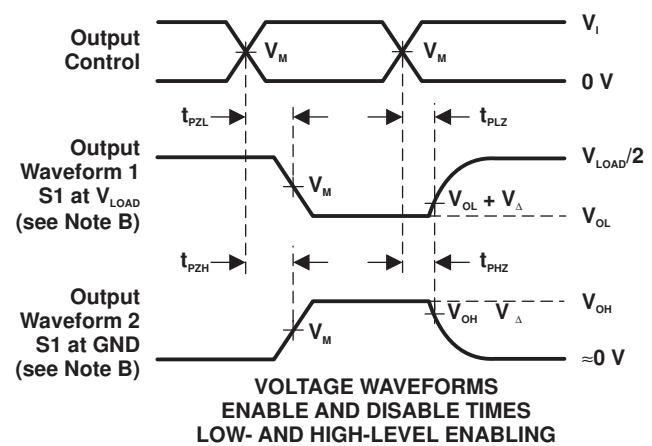 Output
Control
V_M
V_M
V_I
0 V
t_PZL
t_PLZ
Output
Waveform 1
S1 at V_LOAD
(see Note B)
V_M
V_OL + V_Δ
V_LOAD/2
V_OL
t_PZH
t_PHZ
Output
Waveform 2
S1 at GND
(see Note B)
V_M
V_OH V_Δ
V_OH
≈0 V
VOLTAGE WAVEFORMS
ENABLE AND DISABLE TIMES
LOW- AND HIGH-LEVEL ENABLING